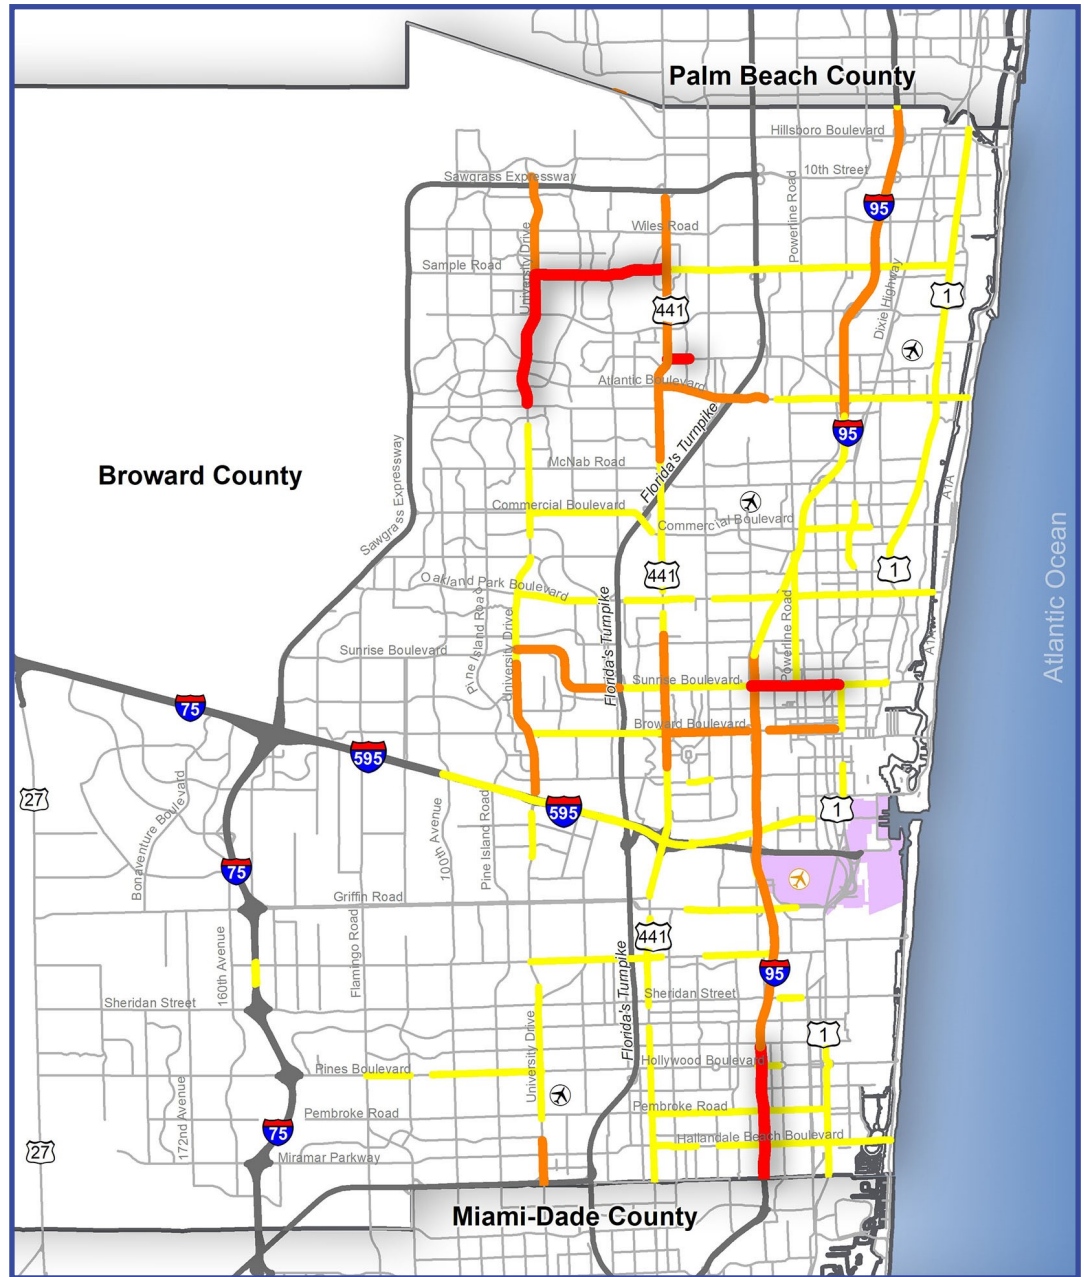 Palm Beach County
Hillsboro Boulevard
10th Street
Sawgrass Expressway
Powerline Road
95
Wiles Road
University Drive
Sample Road
1
441
Dixie Highway
Atlantic Boulevard
95
Florida's Turnpike
McNab Road
Broward County
Sawgrass Expressway
A1A
Commercial Boulevard
Commercial Boulevard
Atlantic Ocean
441
1
Oakland Park Boulevard
Pine Island Road
University Drive
Florida's Turnpike
Powerline Road
A1A
Sunrise Boulevard
Sunrise Boulevard
75
Broward Boulevard
595
27
Bonaventure Boulevard
595
1
100th Avenue
Pine Island Road
75
Griffin Road
441
Flamingo Road
160th Avenue
95
Florida's Turnpike
Sheridan Street
Sheridan Street
University Drive
1
Hollywood Boulevard
Pines Boulevard
172nd Avenue
Pembroke Road
Pembroke Road
75
Hallandale Beach Boulevard
27
Miramar Parkway
Miami-Dade County